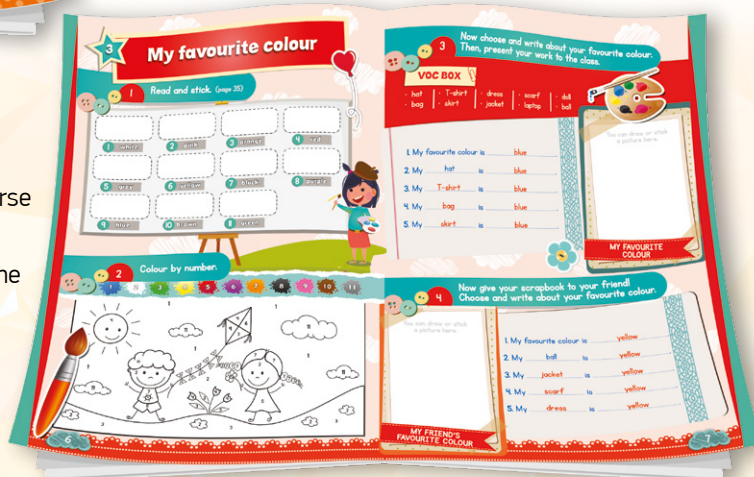 rse
ne
3
My favourite colour
1 Read and stick. (page 35)
1 white
2 pink
3 orange
4 red
5 grey
6 yellow
7 black
8 purple
9 blue
10 brown
11 green
2 Colour by number.
1 3 5 6 7 8 9 10 11
6
3 Now choose and write about your favourite colour.
Then, present your work to the class.
VOC BOX
· hat · T-shirt · dress · scarf · doll
· bag · skirt · jacket · laptop · ball
You can draw or stick
a picture here.
1. My favourite colour is blue
2. My hat is blue
3. My T-shirt is blue
4. My bag is blue
5. My skirt is blue
MY FAVOURITE
COLOUR
4 Now give your scrapbook to your friend!
Choose and write about your favourite colour.
You can draw or stick
a picture here.
1. My favourite colour is yellow
2. My ball is yellow
3. My jacket is yellow
4. My scarf is yellow
5. My dress is yellow
MY FRIEND'S
FAVOURITE COLOUR
7